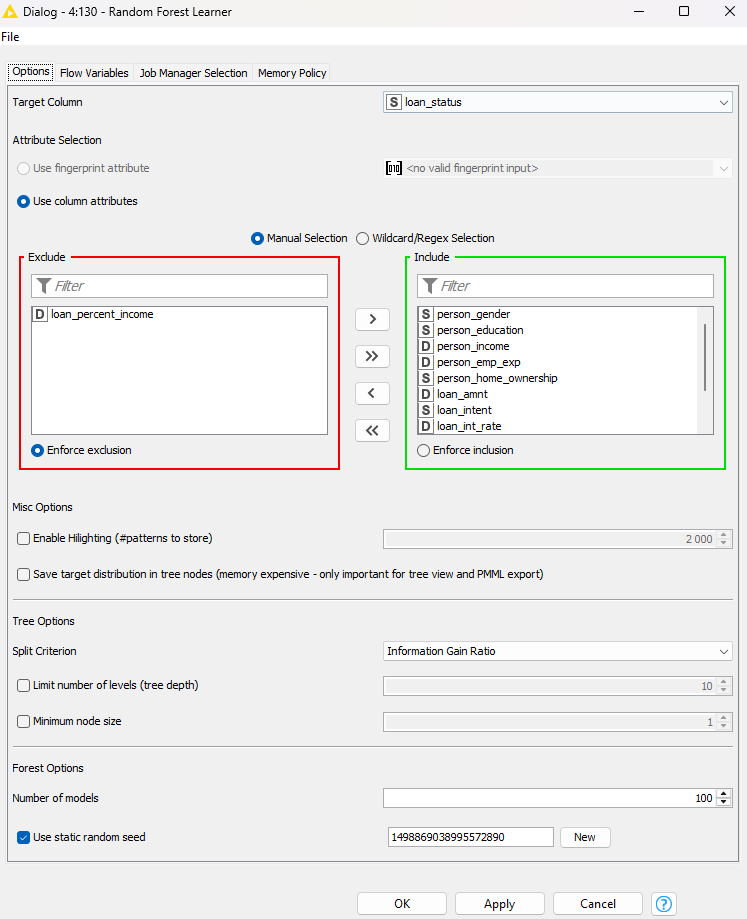 Dialog - 4:130 - Random Forest Learner
File
Options Flow Variables Job Manager Selection Memory Policy
Target Column S loan_status
Attribute Selection
Use fingerprint attribute [010] <no valid fingerprint input>
Use column attributes
Manual Selection Wildcard/Regex Selection
Exclude Include
Filter Filter
D loan_percent_income S person_gender
S person_education
> D person_income
>> D person_emp_exp
S person_home_ownership
< D loan_amnt
S loan_intent
<< D loan_int_rate
Enforce exclusion Enforce inclusion
Misc Options
Enable Hilighting (#patterns to store) 2 000
Save target distribution in tree nodes (memory expensive - only important for tree view and PMML export)
Tree Options
Split Criterion Information Gain Ratio
Limit number of levels (tree depth) 10
Minimum node size 1
Forest Options
Number of models 100
Use static random seed 1498869038995572890 New
OK Apply Cancel ?